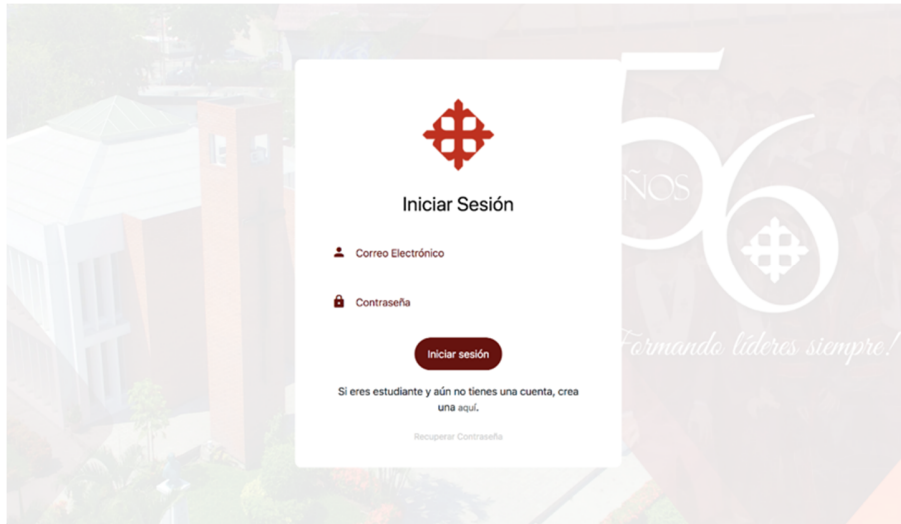 Iniciar Sesión
Correo Electrónico
Contraseña
Iniciar sesión
Si eres estudiante y aún no tienes una cuenta, crea
una aquí.
Recuperar Contraseña
56
ÑOS
Formando líderes siempre!